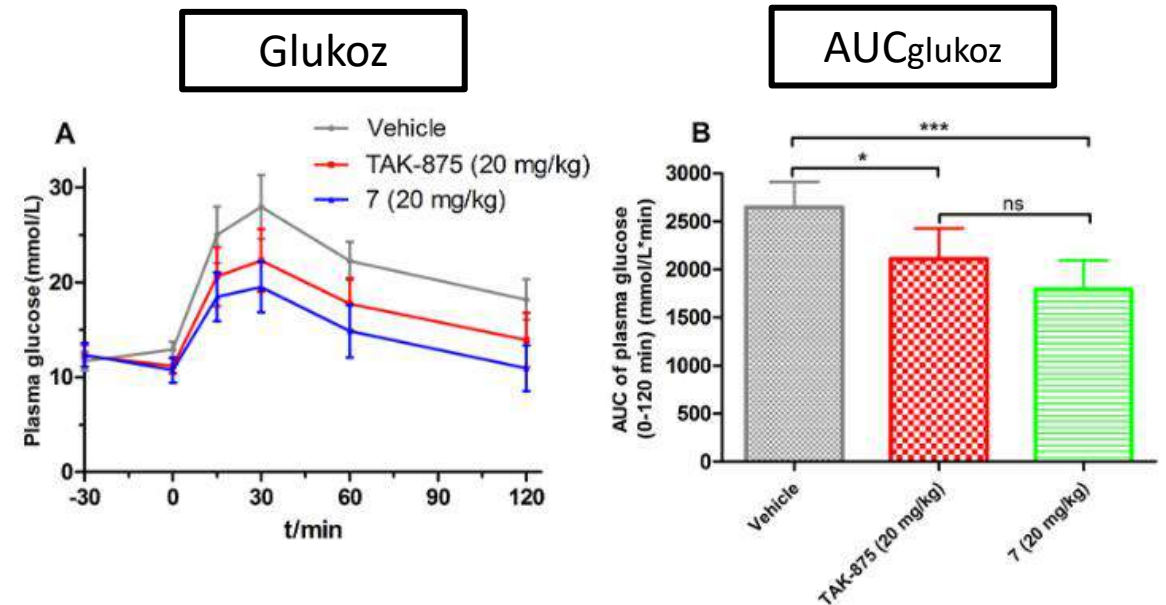 Glukoz
AUCglukoz
A
Vehicle
TAK-875 (20 mg/kg)
7 (20 mg/kg)
Plasma glucose (mmol/L)
30
20
10
0
-30 0 30 60 90 120
t/min
B
***
*
ns
AUC of plasma glucose
(0-120 min) (mmol/L*min)
3000
2500
2000
1500
1000
500
0
Vehicle
TAK-875 (20 mg/kg)
7 (20 mg/kg)